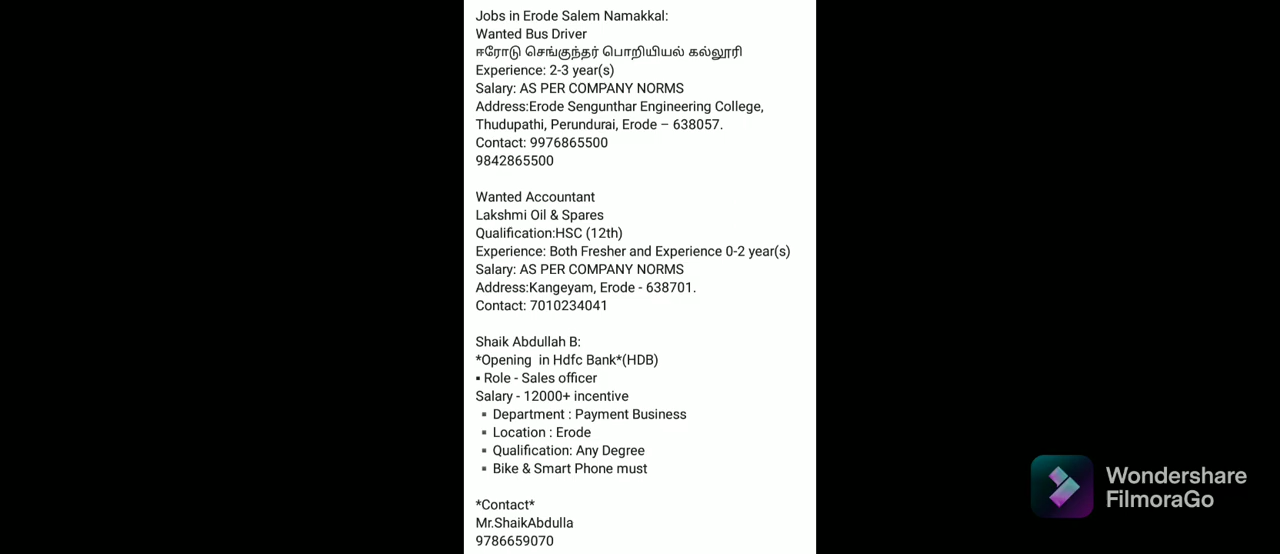 Jobs in Erode Salem Namakkal:
Wanted Bus Driver
ஈரோடு செங்குந்தர் பொறியியல் கல்லூரி
Experience: 2-3 year(s)
Salary: AS PER COMPANY NORMS
Address:Erode Sengunthar Engineering College,
Thudupathi, Perundurai, Erode – 638057.
Contact: 9976865500
9842865500
Wanted Accountant
Lakshmi Oil & Spares
Qualification:HSC (12th)
Experience: Both Fresher and Experience 0-2 year(s)
Salary: AS PER COMPANY NORMS
Address:Kangeyam, Erode - 638701.
Contact: 7010234041
Shaik Abdullah B:
*Opening  in Hdfc Bank*(HDB)
▪ Role - Sales officer
Salary - 12000+ incentive
▪ Department : Payment Business
▪ Location : Erode
▪ Qualification: Any Degree
▪ Bike & Smart Phone must
*Contact*
Mr.ShaikAbdulla
9786659070
Wondershare
FilmoraGo